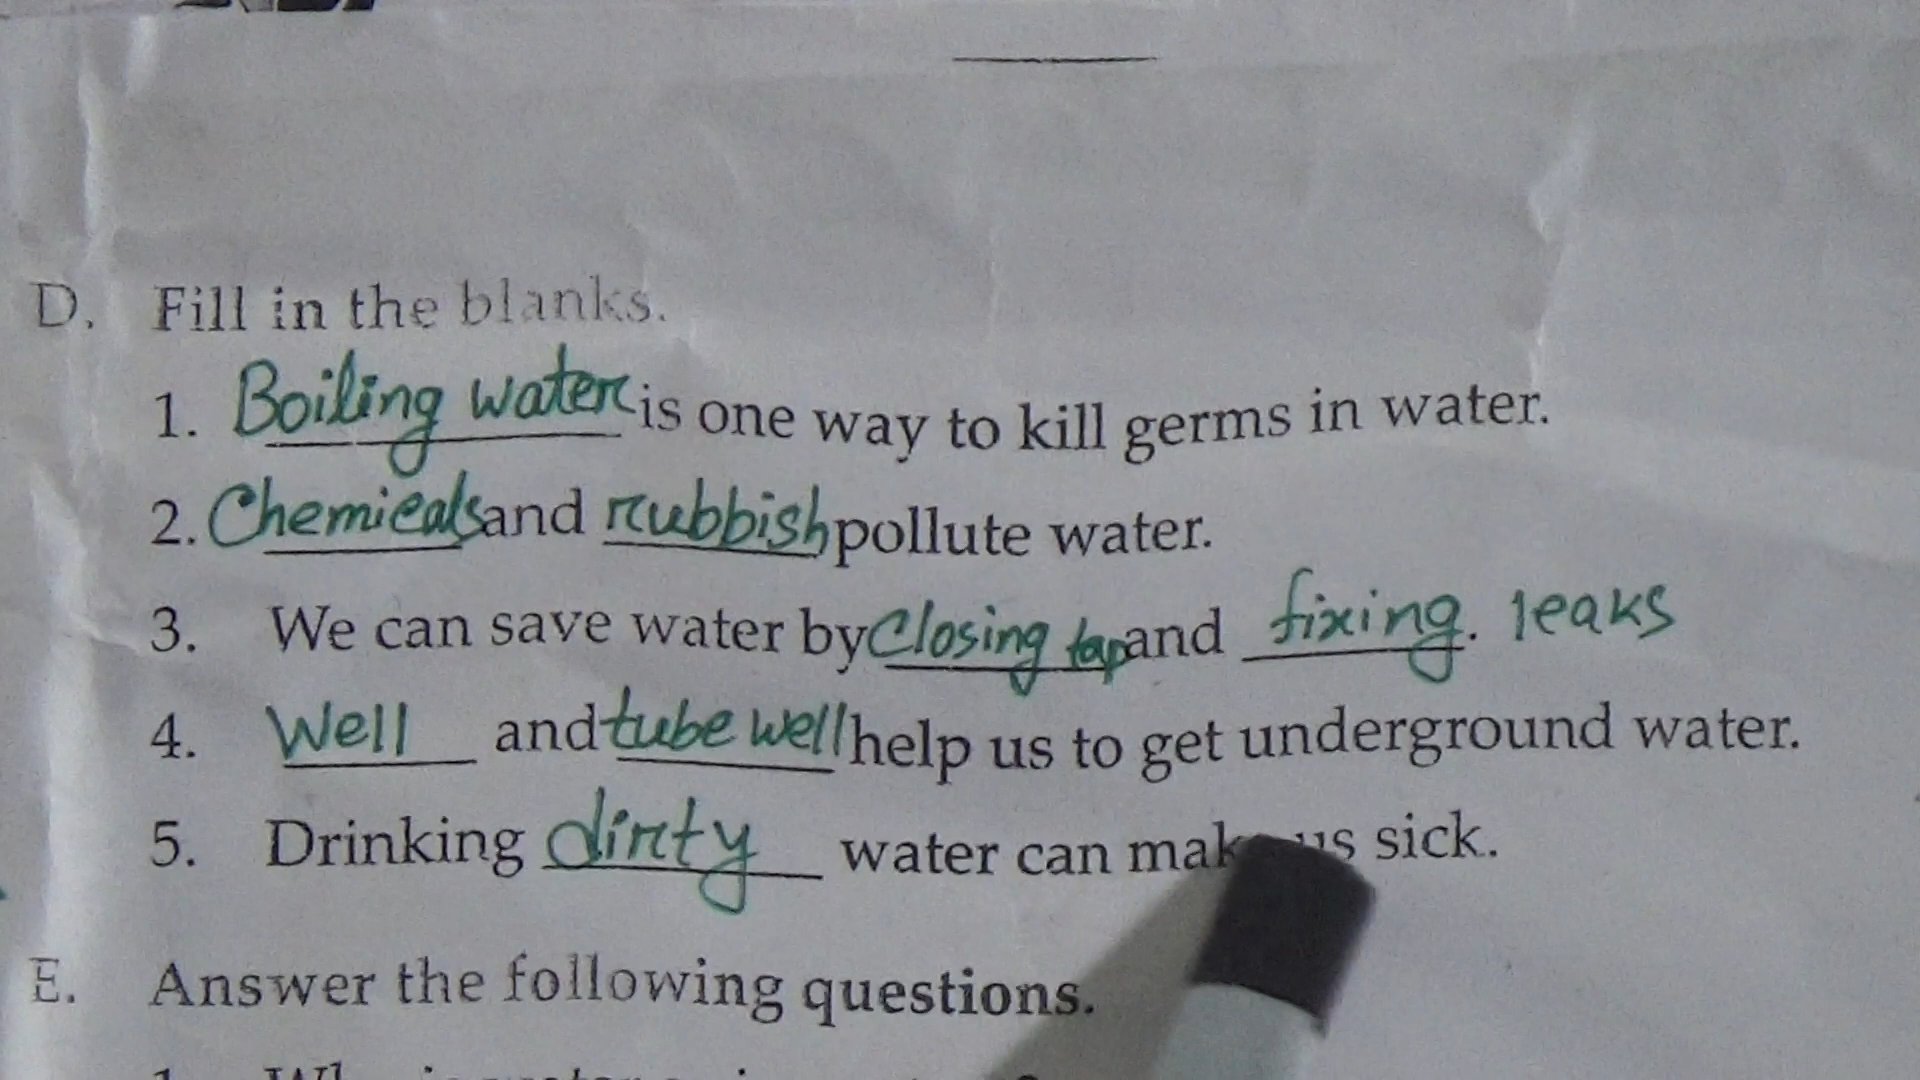 D. Fill in the blanks.
1. Boiling water is one way to kill germs in water.
2. Chemicals and rubbish pollute water.
3. We can save water by Closing tap and fixing. leaks
4. Well and tube well help us to get underground water.
5. Drinking dirty water can make us sick.
E. Answer the following questions.